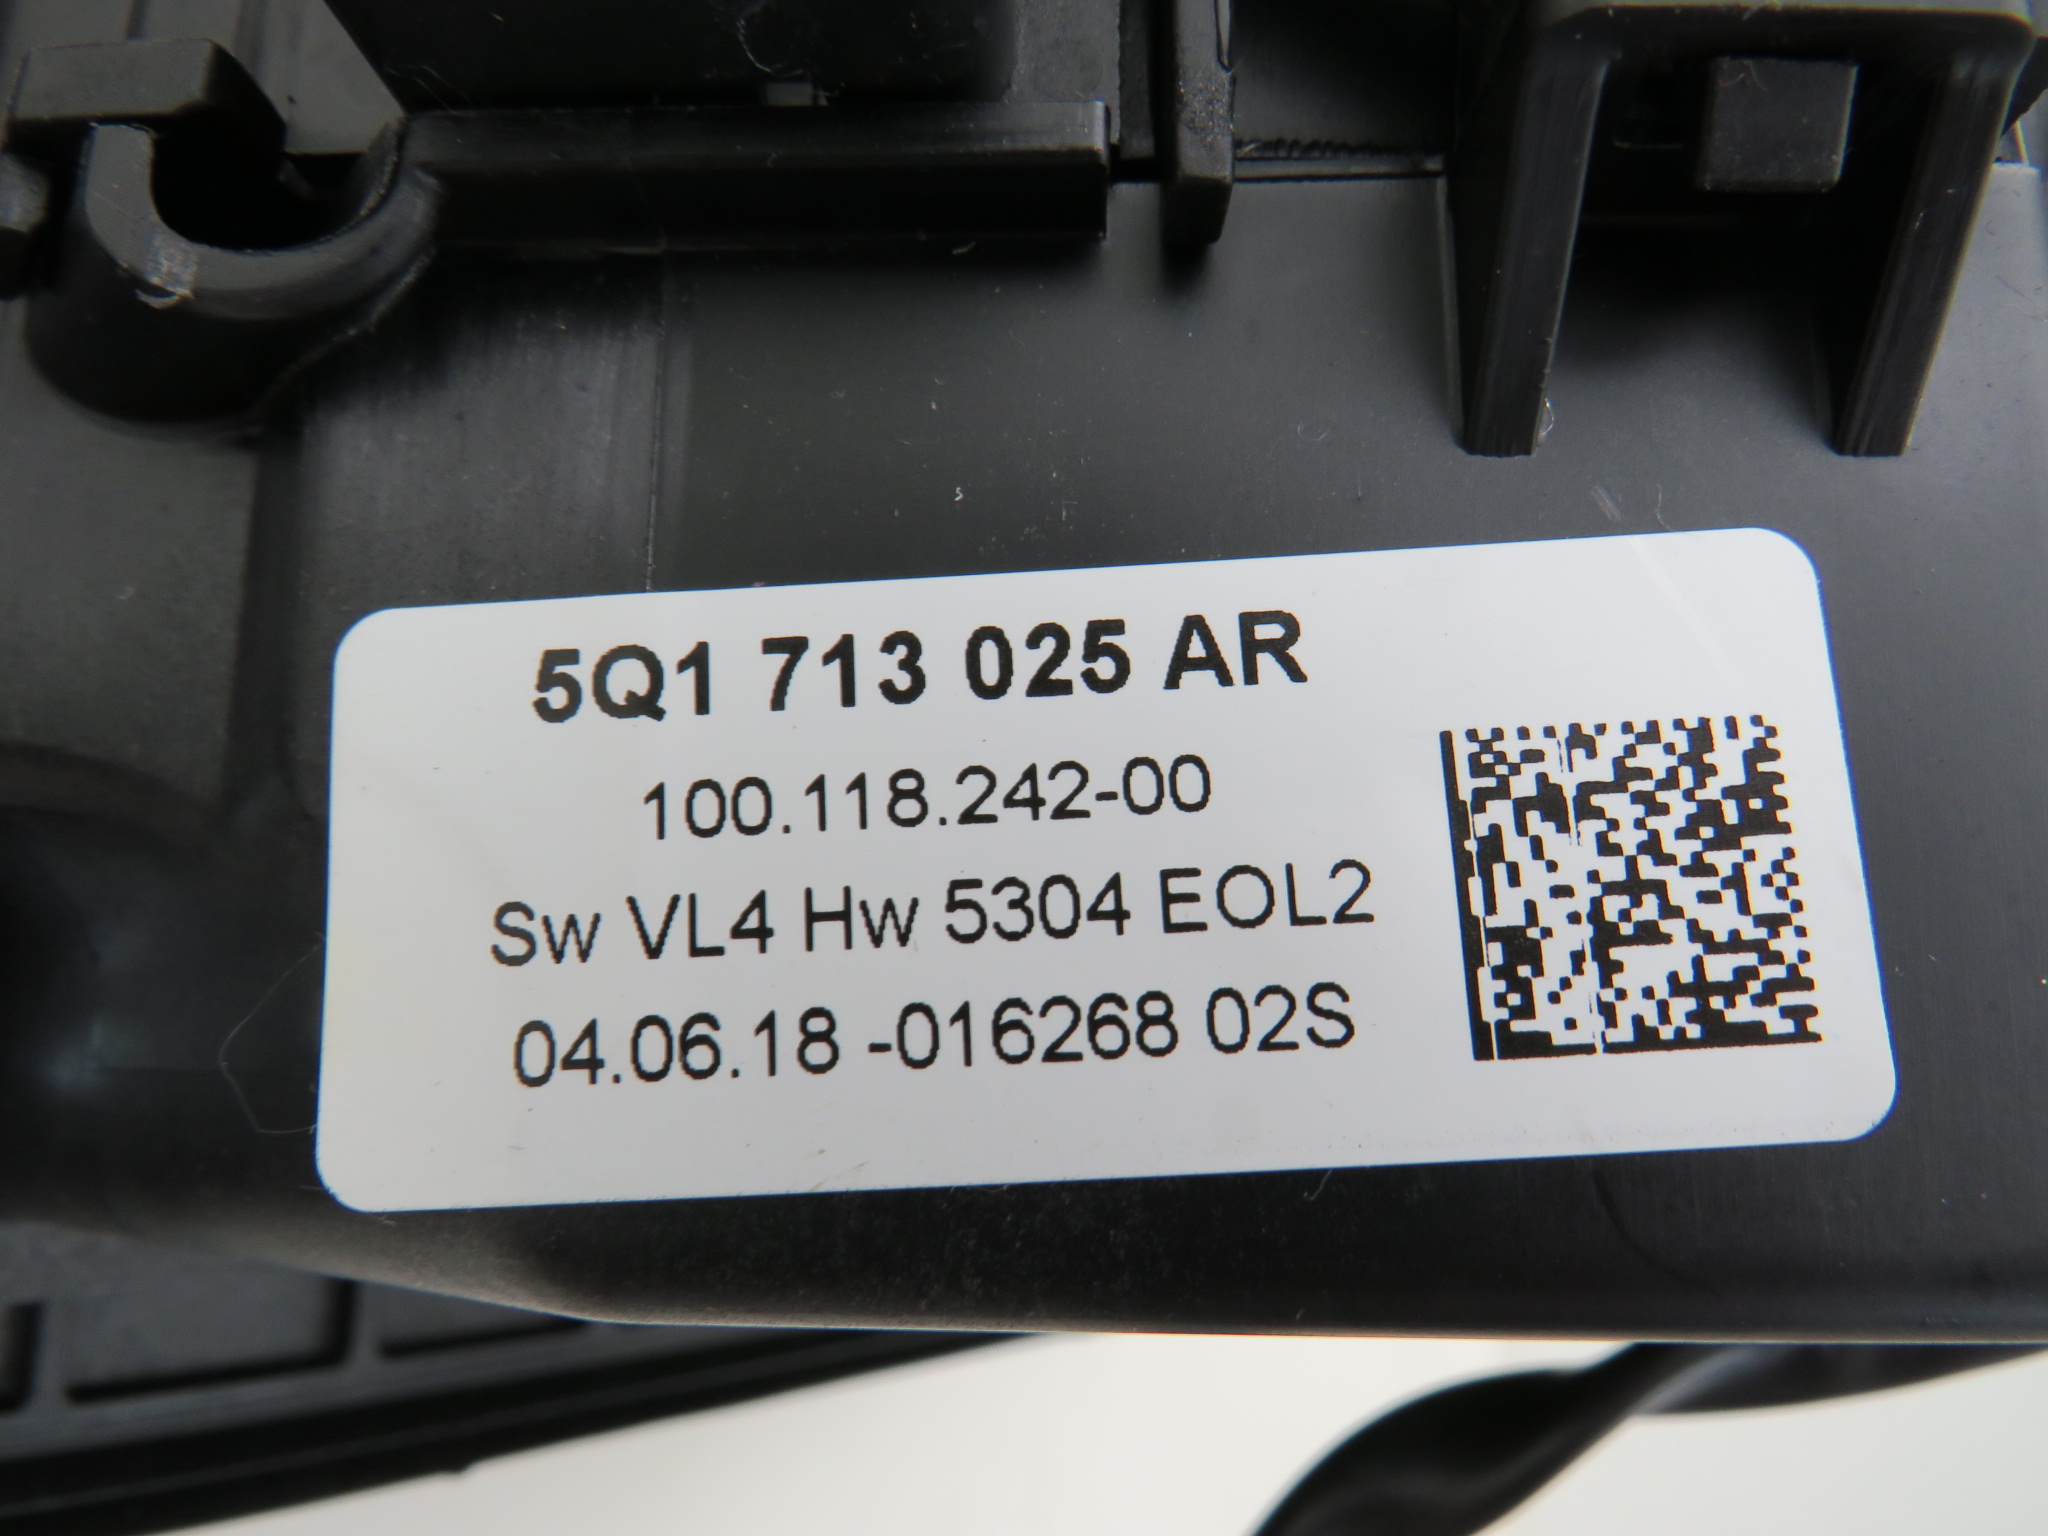 5Q1 713 025 AR
100.118.242-00
Sw VL4 Hw 5304 EOL2
04.06.18 -016268 02S